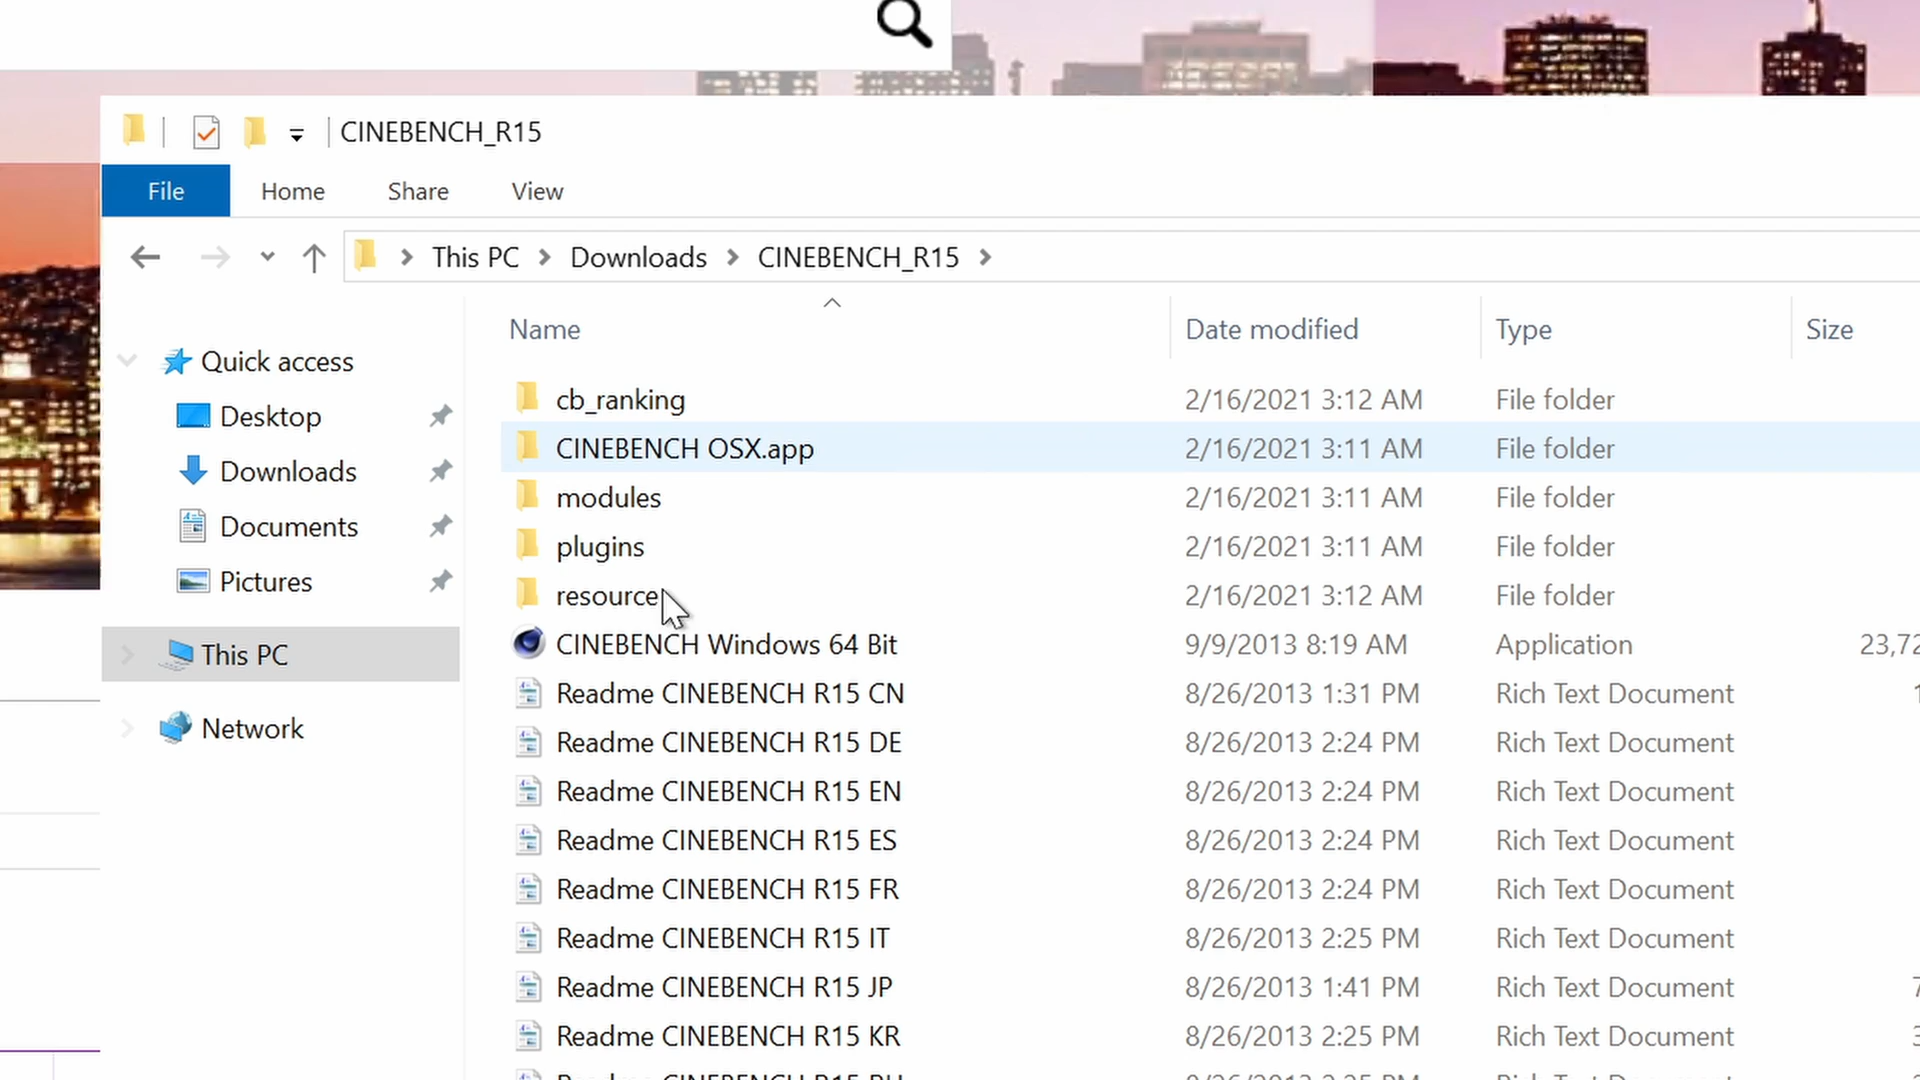 CINEBENCH_R15
File Home Share View
This PC Downloads CINEBENCH_R15
Name Date modified Type Size
Quick access
Desktop
Downloads
Documents
Pictures
This PC
Network
cb_ranking 2/16/2021 3:12 AM File folder
CINEBENCH OSX.app 2/16/2021 3:11 AM File folder
modules 2/16/2021 3:11 AM File folder
plugins 2/16/2021 3:11 AM File folder
resource 2/16/2021 3:12 AM File folder
CINEBENCH Windows 64 Bit 9/9/2013 8:19 AM Application 23,72
Readme CINEBENCH R15 CN 8/26/2013 1:31 PM Rich Text Document
Readme CINEBENCH R15 DE 8/26/2013 2:24 PM Rich Text Document
Readme CINEBENCH R15 EN 8/26/2013 2:24 PM Rich Text Document
Readme CINEBENCH R15 ES 8/26/2013 2:24 PM Rich Text Document
Readme CINEBENCH R15 FR 8/26/2013 2:24 PM Rich Text Document
Readme CINEBENCH R15 IT 8/26/2013 2:25 PM Rich Text Document
Readme CINEBENCH R15 JP 8/26/2013 1:41 PM Rich Text Document
Readme CINEBENCH R15 KR 8/26/2013 2:25 PM Rich Text Document